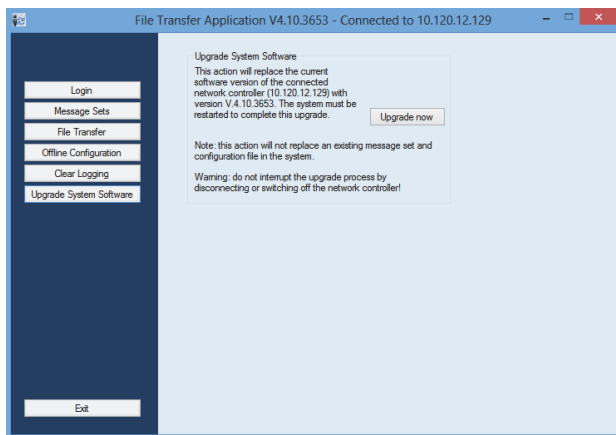 File Transfer Application V4.10.3653 - Connected to 10.120.12.129
Login
Message Sets
File Transfer
Offline Configuration
Clear Logging
Upgrade System Software
Exit
Upgrade System Software
This action will replace the current
software version of the connected
network controller (10.120.12.129) with
version V.4.10.3653. The system must be
restarted to complete this upgrade.
Upgrade now
Note: this action will not replace an existing message set and
configuration file in the system.
Warning: do not interrupt the upgrade process by
disconnecting or switching off the network controller!